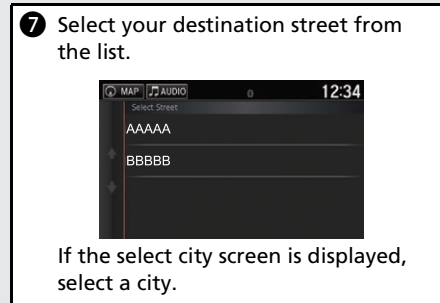 7 Select your destination street from
the list.
MAP AUDIO 0 12:34
Select Street
AAAAA
BBBBB
If the select city screen is displayed,
select a city.